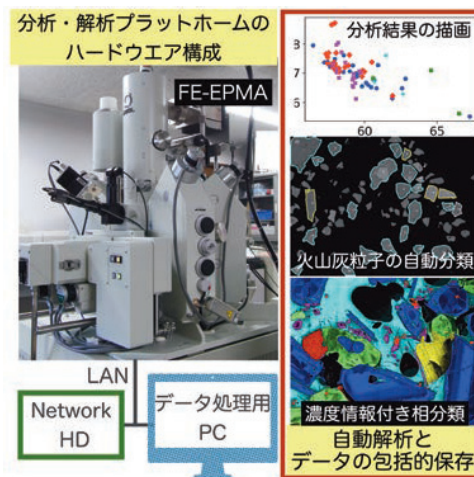 分析・解析プラットホームの
ハードウエア構成
FE-EPMA
LAN
Network
HD
データ処理用
PC
分析結果の描画
8
7
6
60
65
火山灰粒子の自動分類
濃度情報付き相分類
自動解析と
データの包括的保存